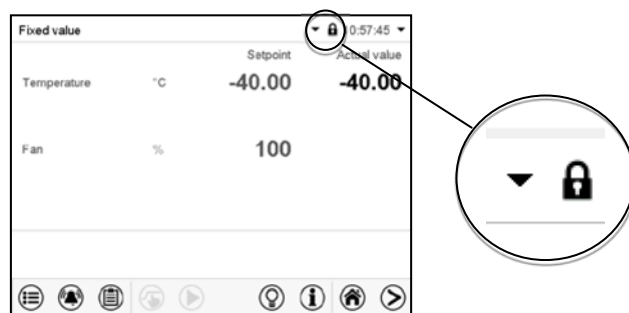 Fixed value 0:57:45
Setpoint Actual value
Temperature °C -40.00 -40.00
Fan % 100